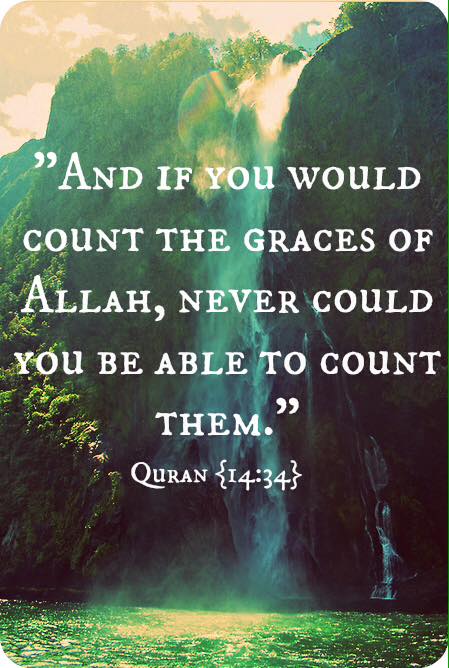 ”And if you would
count the graces of
Allah, never could
you be able to count
them.”
Quran {14:34}